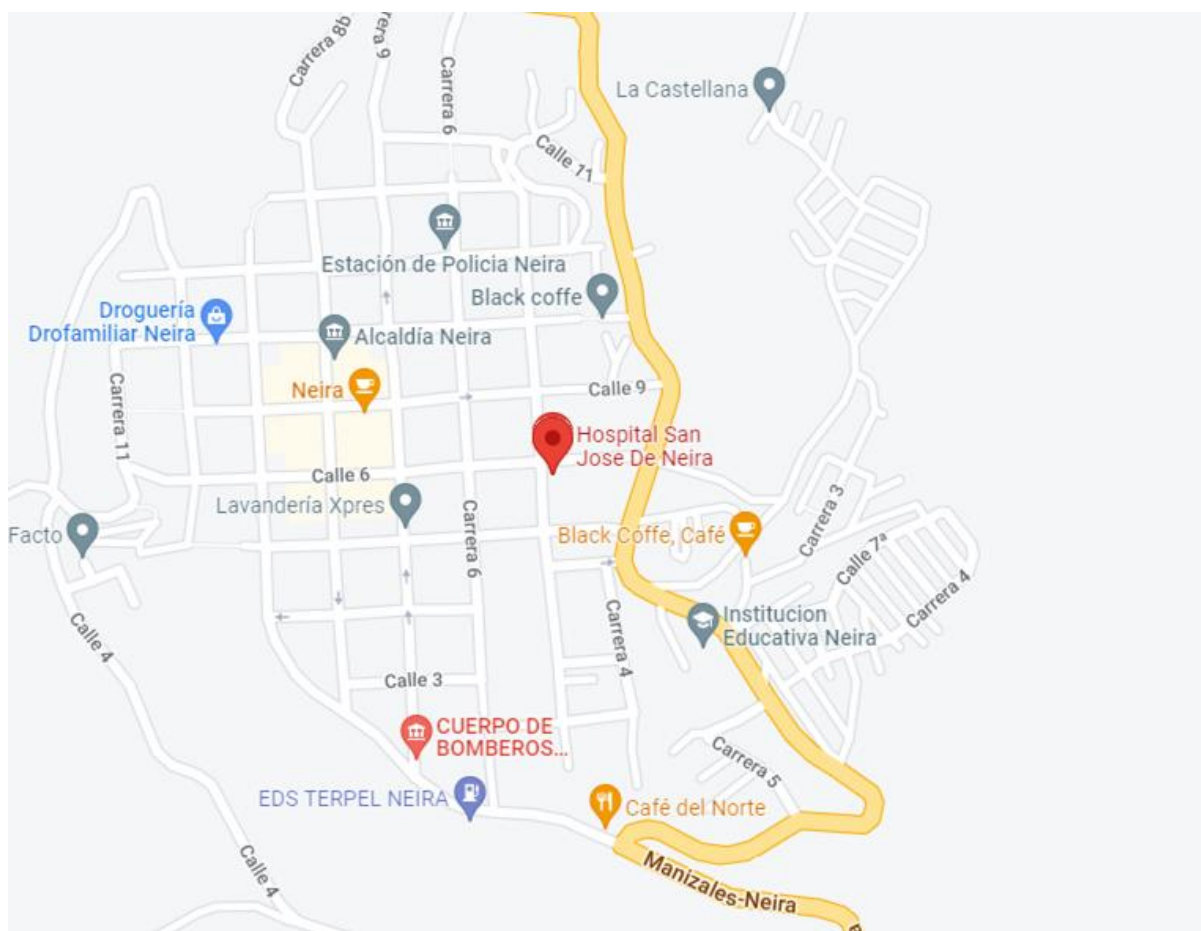 Carrera 8b
Carrera 9
Carrera 6
La Castellana
Calle 11
Estación de Policia Neira
Black coffe
Droguería
Drofamiliar Neira
Alcaldía Neira
Neira
Calle 9
Carrera 11
Hospital San
Jose De Neira
Calle 6
Lavandería Xpres
Carrera 3
Facto
Black Coffe, Café
Carrera 6
Calle 7ª
Carrera 4
Institucion
Educativa Neira
Calle 4
Carrera 4
Calle 3
CUERPO DE
BOMBEROS...
Carrera 5
EDS TERPEL NEIRA
Café del Norte
Calle 4
Manizales-Neira